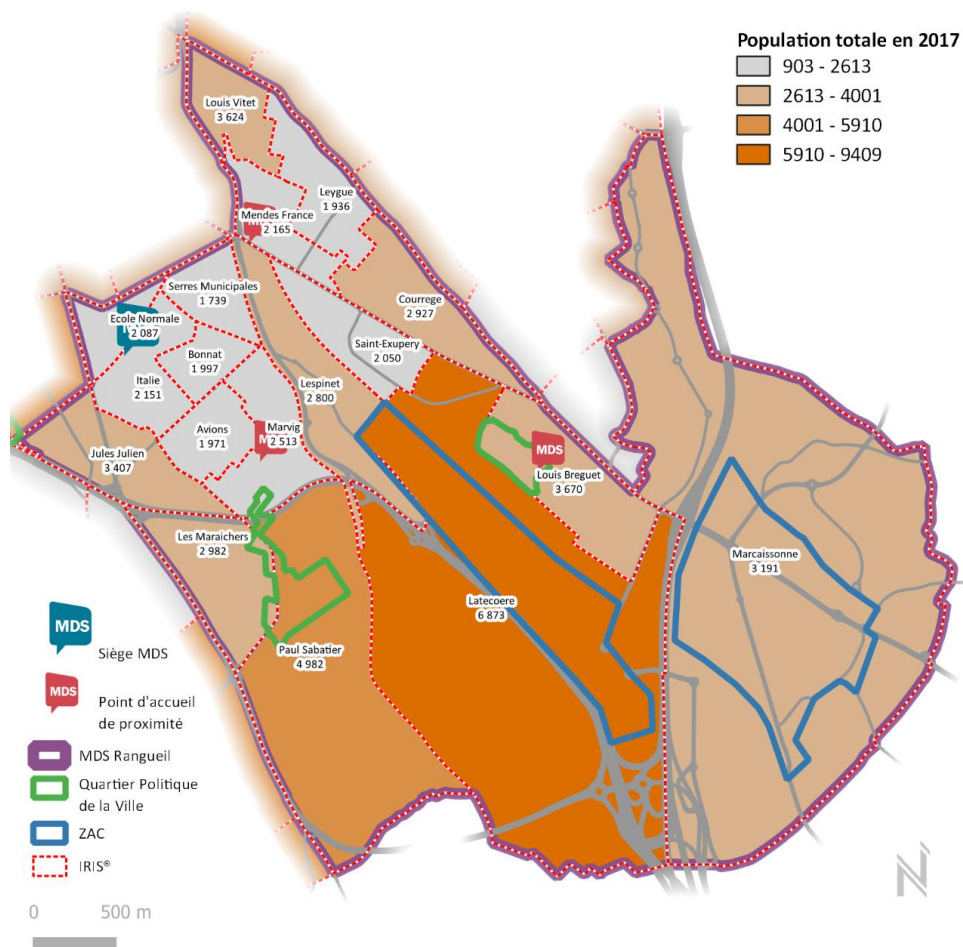 Population totale en 2017
903 - 2613
2613 - 4001
4001 - 5910
5910 - 9409
Louis Vitet
3 624
Leygue
1 936
Mendes France
2 165
Serres Municipales
1 739
Courrege
2 927
Ecole Normale
2 087
Saint-Exupery
2 050
Bonnat
1 997
Italie
2 151
Lespinet
2 800
Avions
1 971
Marvig
2 513
Jules Julien
3 407
MDS
Louis Breguet
3 670
Les Maraichers
2 982
Marcaissonne
3 191
Latecoere
6 873
Paul Sabatier
4 982
MDS
Siège MDS
MDS
Point d'accueil
de proximité
MDS Rangueil
Quartier Politique
de la Ville
ZAC
IRIS®
0 500 m
N